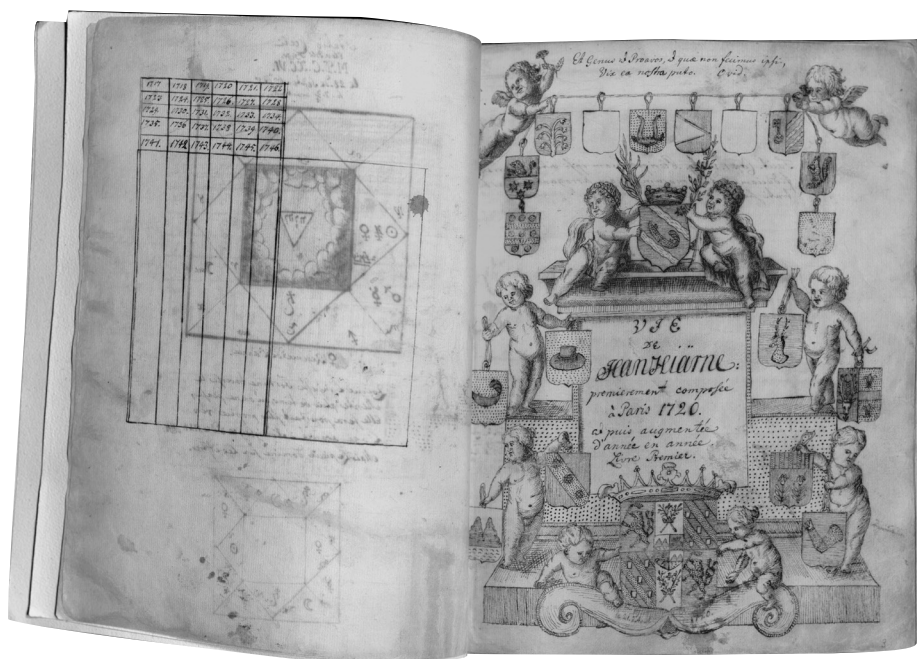 1717 1718 1719 1720 1721 1722
1723 1724 1725 1726 1727 1728
1729 1730 1731 1732 1733 1734
1735 1736 1737 1738 1739 1740
1741 1742 1743 1744 1745 1746
Et Genus & Proavos, & quæ non fecimus ipsi,
Vix ea nostra puto. Ovid.
VIE
DE
JEAN HIÄRNE
premierement composée
à Paris 1720.
et puis augmentée
d'année en année.
Livre Premier.